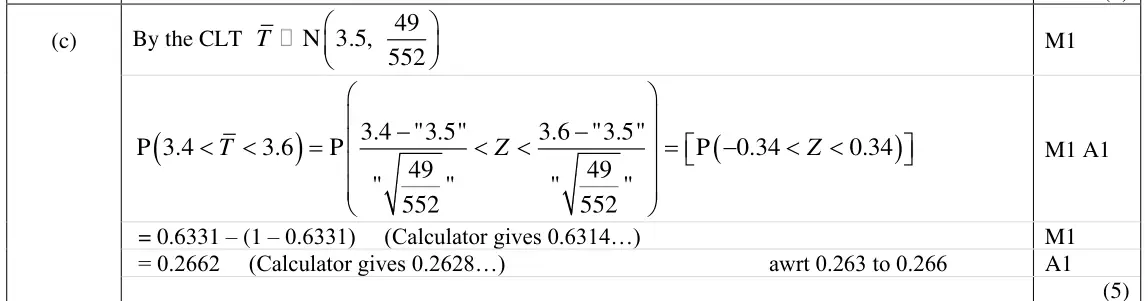 (c) By the CLT T̅ □ N(3.5, 49/552) M1
P(3.4 < T̅ < 3.6) = P((3.4 – "3.5")/"√(49/552)" < Z < (3.6 – "3.5")/"√(49/552)") = [P(–0.34 < Z < 0.34)] M1 A1
= 0.6331 – (1 – 0.6331) (Calculator gives 0.6314…) M1
= 0.2662 (Calculator gives 0.2628…) awrt 0.263 to 0.266 A1
(5)